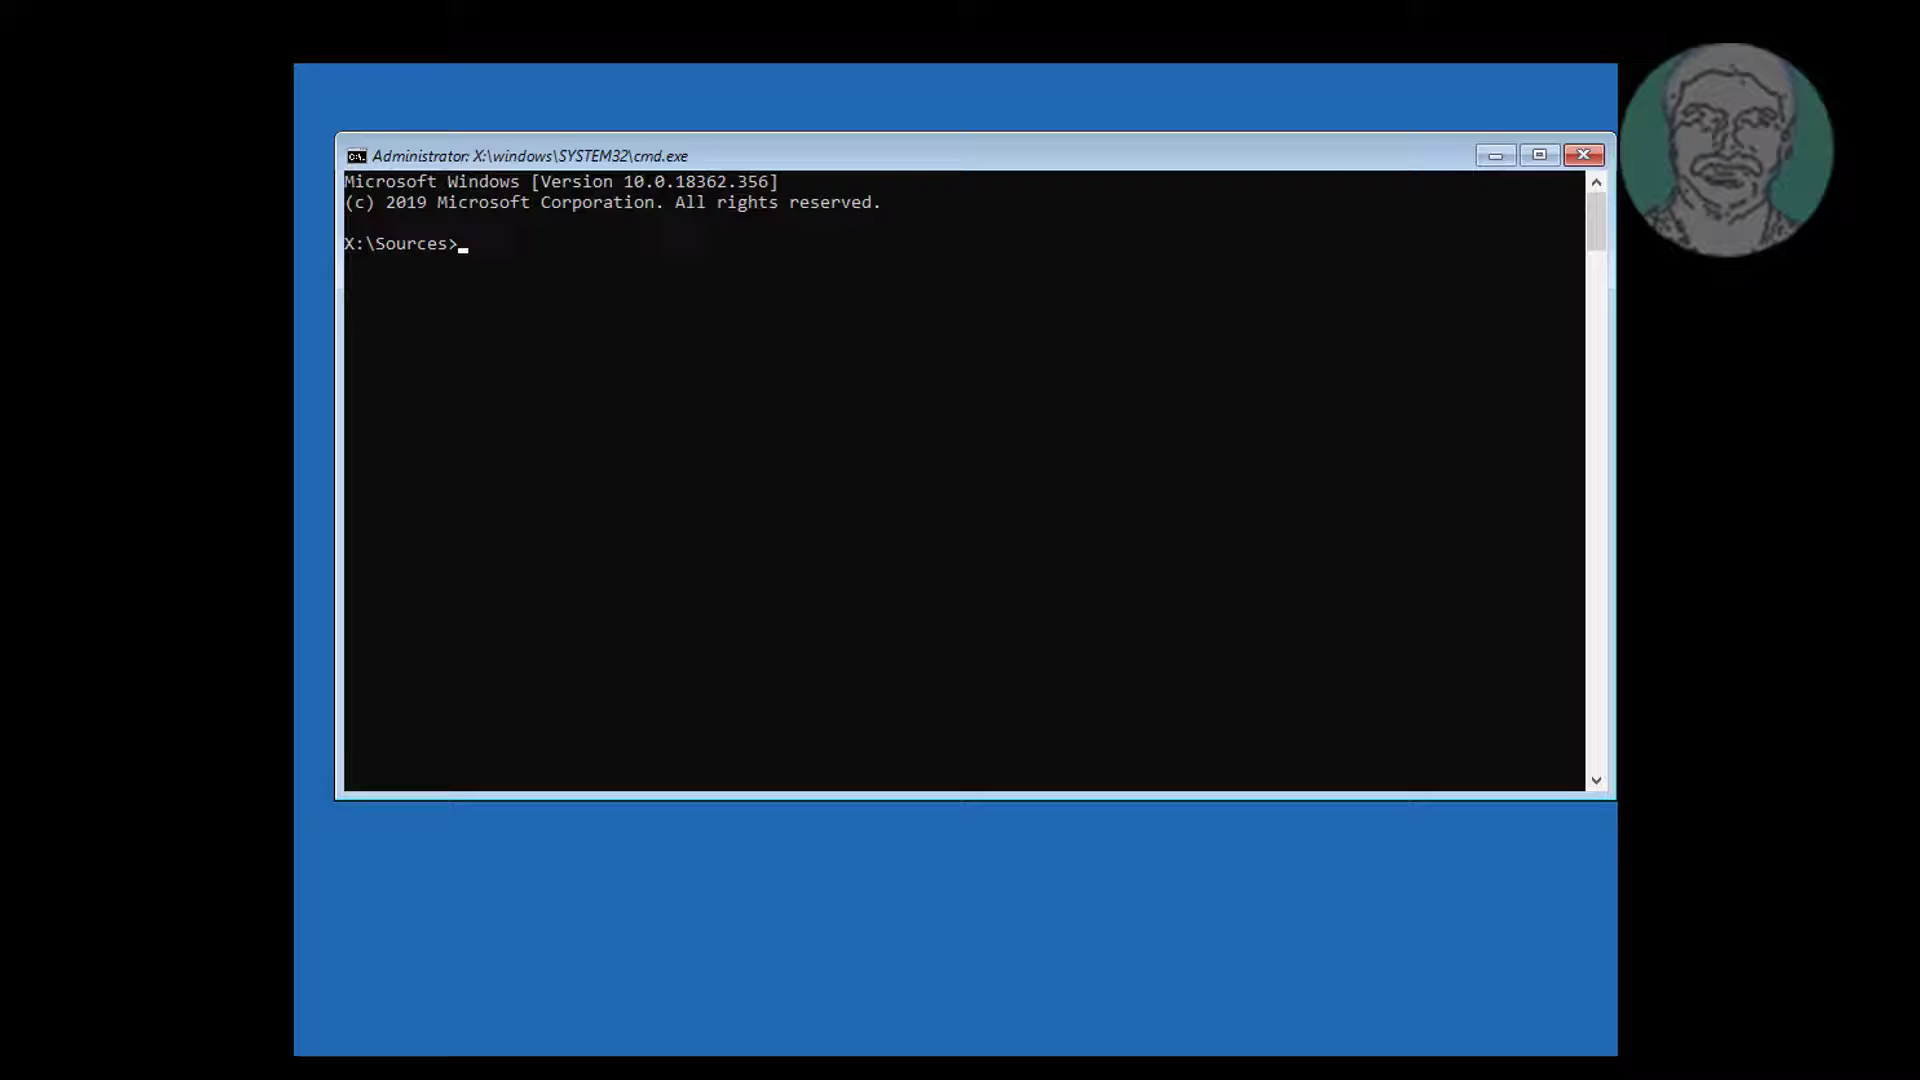 Administrator: X:\windows\SYSTEM32\cmd.exe
Microsoft Windows [Version 10.0.18362.356]
(c) 2019 Microsoft Corporation. All rights reserved.
X:\Sources>